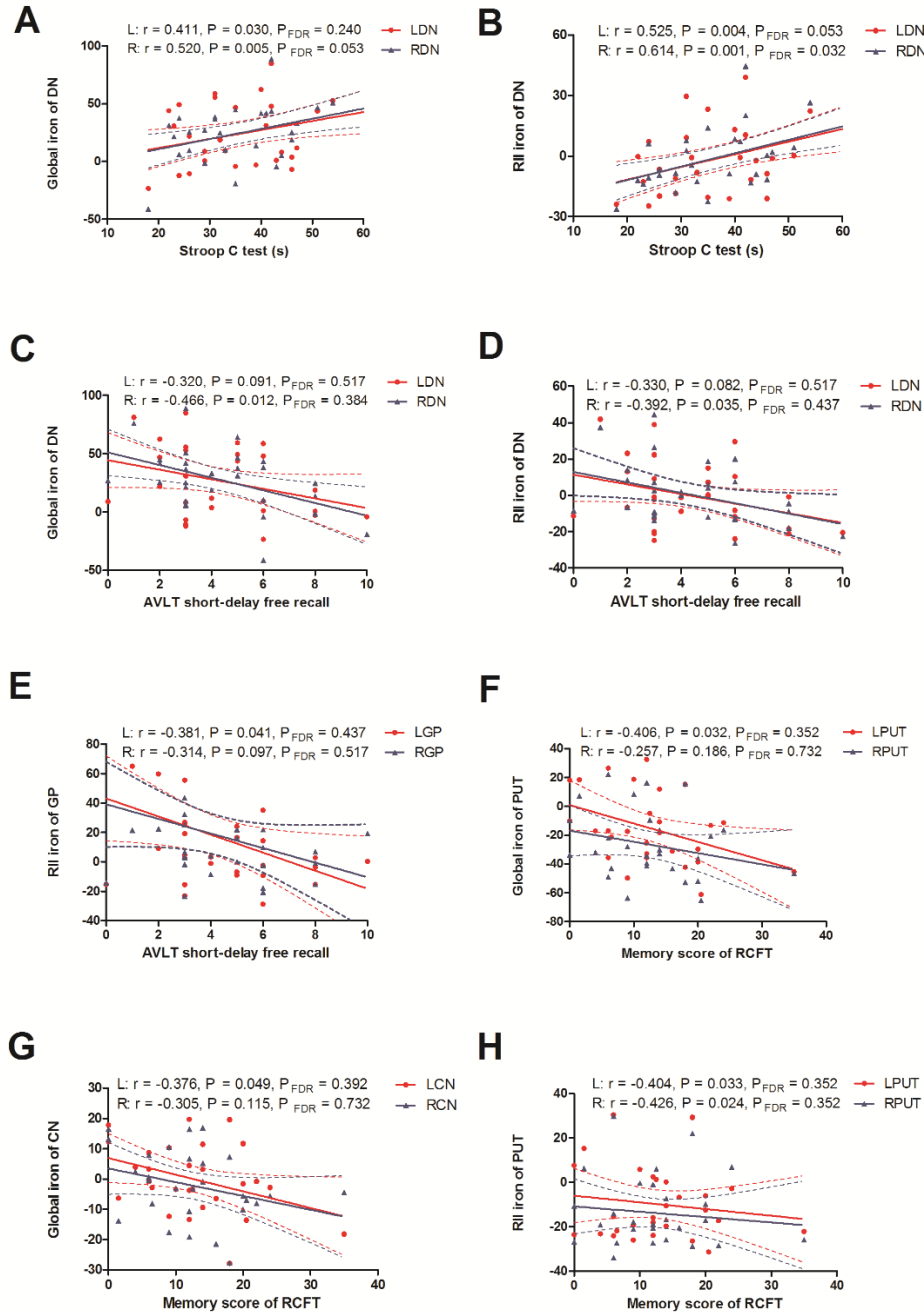 A
L: r = 0.411, P = 0.030, P FDR = 0.240
R: r = 0.520, P = 0.005, P FDR = 0.053
LDN
RDN
Global iron of DN
100
50
0
-50
10 20 30 40 50 60
Stroop C test (s)
B
L: r = 0.525, P = 0.004, P FDR = 0.053
R: r = 0.614, P = 0.001, P FDR = 0.032
LDN
RDN
RII iron of DN
60
30
0
-30
10 20 30 40 50 60
Stroop C test (s)
C
L: r = -0.320, P = 0.091, P FDR = 0.517
R: r = -0.466, P = 0.012, P FDR = 0.384
LDN
RDN
Global iron of DN
100
50
0
-50
0 2 4 6 8 10
AVLT short-delay free recall
D
L: r = -0.330, P = 0.082, P FDR = 0.517
R: r = -0.392, P = 0.035, P FDR = 0.437
LDN
RDN
RII iron of DN
60
40
20
0
-20
-40
0 2 4 6 8 10
AVLT short-delay free recall
E
L: r = -0.381, P = 0.041, P FDR = 0.437
R: r = -0.314, P = 0.097, P FDR = 0.517
LGP
RGP
RII iron of GP
80
60
40
20
0
-20
-40
0 2 4 6 8 10
AVLT short-delay free recall
F
L: r = -0.406, P = 0.032, P FDR = 0.352
R: r = -0.257, P = 0.186, P FDR = 0.732
LPUT
RPUT
Global iron of PUT
60
40
20
0
-20
-40
-60
-80
0 10 20 30 40
Memory score of RCFT
G
L: r = -0.376, P = 0.049, P FDR = 0.392
R: r = -0.305, P = 0.115, P FDR = 0.732
LCN
RCN
Global iron of CN
30
20
10
0
-10
-20
-30
0 10 20 30 40
Memory score of RCFT
H
L: r = -0.404, P = 0.033, P FDR = 0.352
R: r = -0.426, P = 0.024, P FDR = 0.352
LPUT
RPUT
RII iron of PUT
40
20
0
-20
-40
0 10 20 30 40
Memory score of RCFT